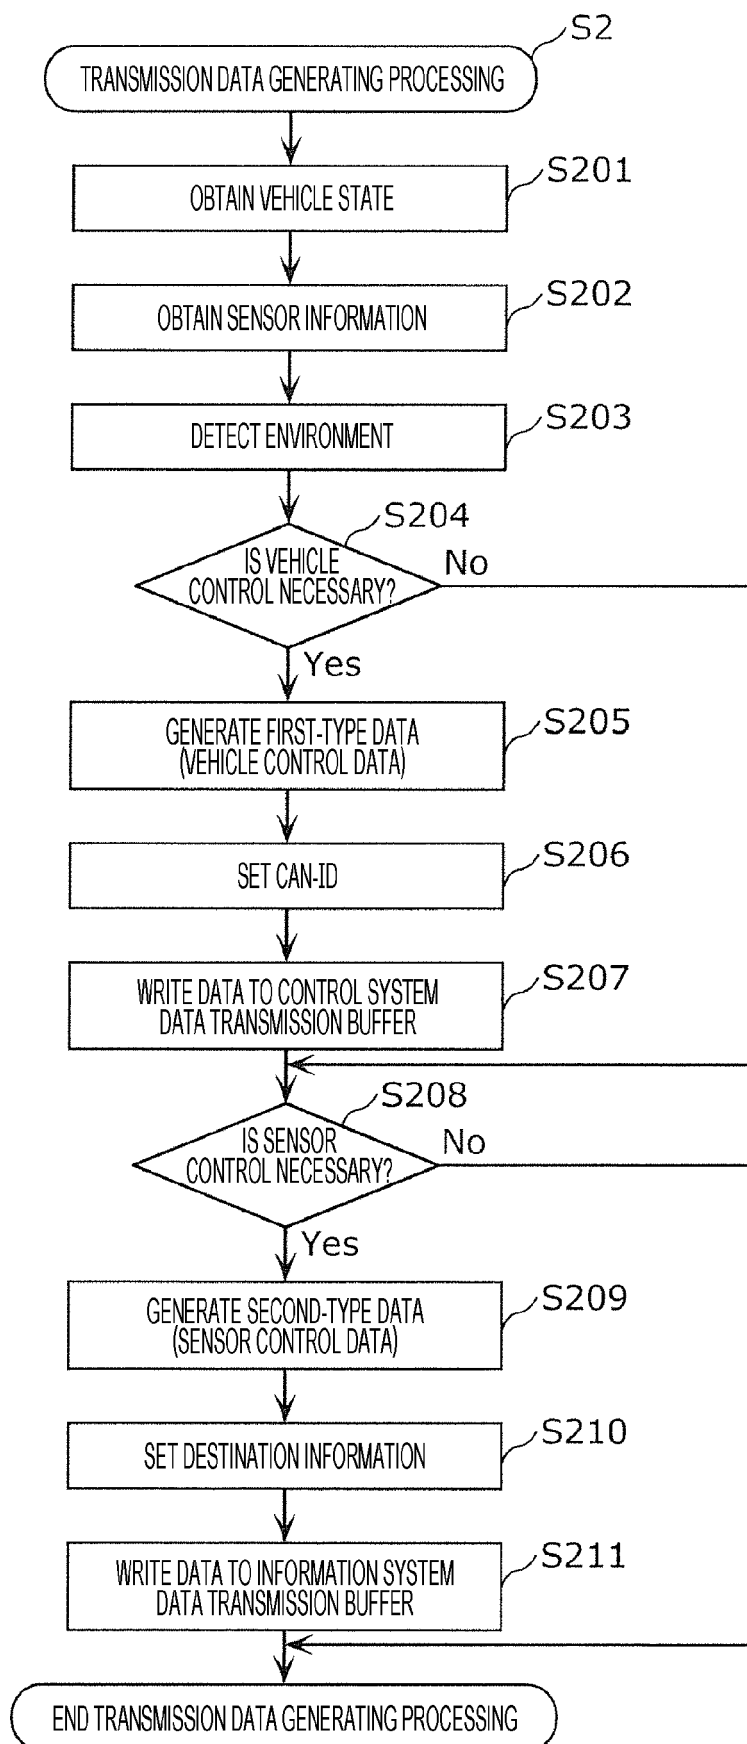 S2
TRANSMISSION DATA GENERATING PROCESSING
S201
OBTAIN VEHICLE STATE
S202
OBTAIN SENSOR INFORMATION
S203
DETECT ENVIRONMENT
S204
IS VEHICLE
CONTROL NECESSARY?
No
Yes
S205
GENERATE FIRST-TYPE DATA
(VEHICLE CONTROL DATA)
S206
SET CAN-ID
S207
WRITE DATA TO CONTROL SYSTEM
DATA TRANSMISSION BUFFER
S208
IS SENSOR
CONTROL NECESSARY?
No
Yes
S209
GENERATE SECOND-TYPE DATA
(SENSOR CONTROL DATA)
S210
SET DESTINATION INFORMATION
S211
WRITE DATA TO INFORMATION SYSTEM
DATA TRANSMISSION BUFFER
END TRANSMISSION DATA GENERATING PROCESSING